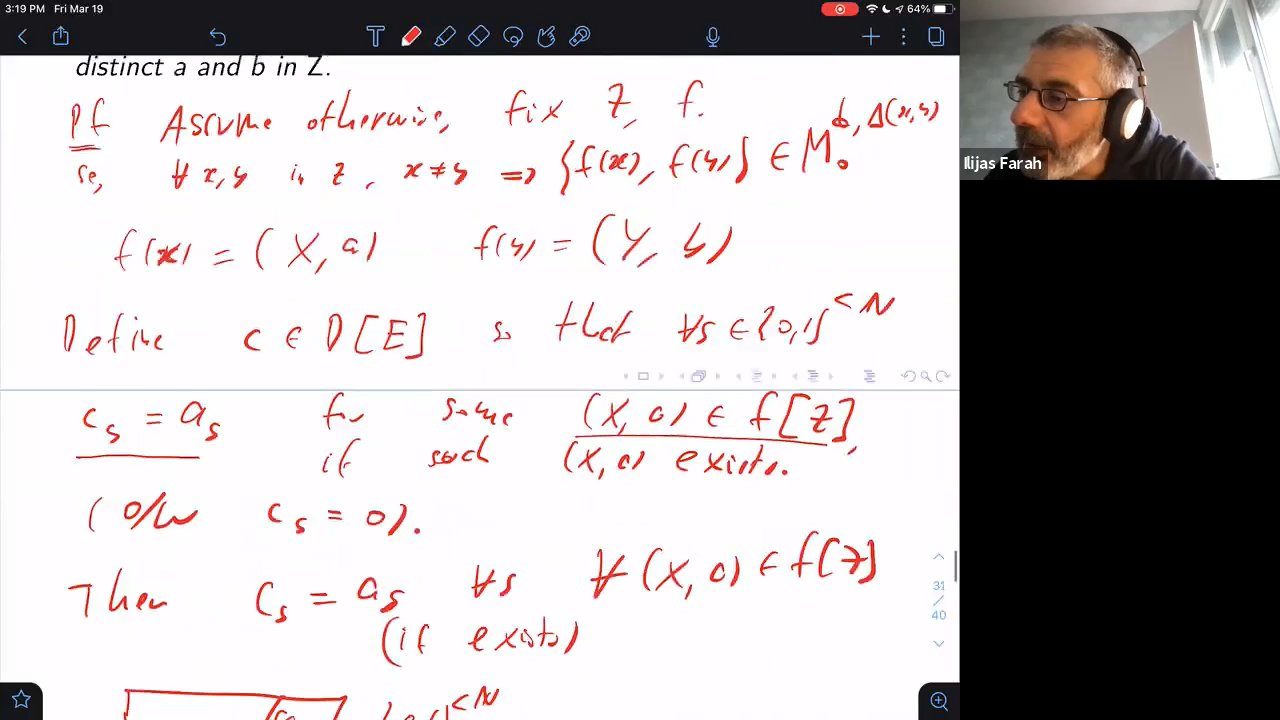 3:19 PM Fri Mar 19
64%
distinct a and b in Z.
Pf Assume otherwise, fix Z, f.
so, ∀ x,y in Z, x≠y => {f(x), f(y)} ∈ M₀^{b, Δ(x,y)}
f(x) = (X, a) f(y) = (Y, b)
Define c ∈ D[E] so that ∀s ∈ {0,1}^{<N}
c_s = a_s for some (X, a) ∈ f[Z],
if such (X, a) exists.
(o/w c_s = 0).
Then c_s = a_s ∀s ∀ (X, a) ∈ f[Z]
(if exists)
<N
31
/
40
Ilijas Farah